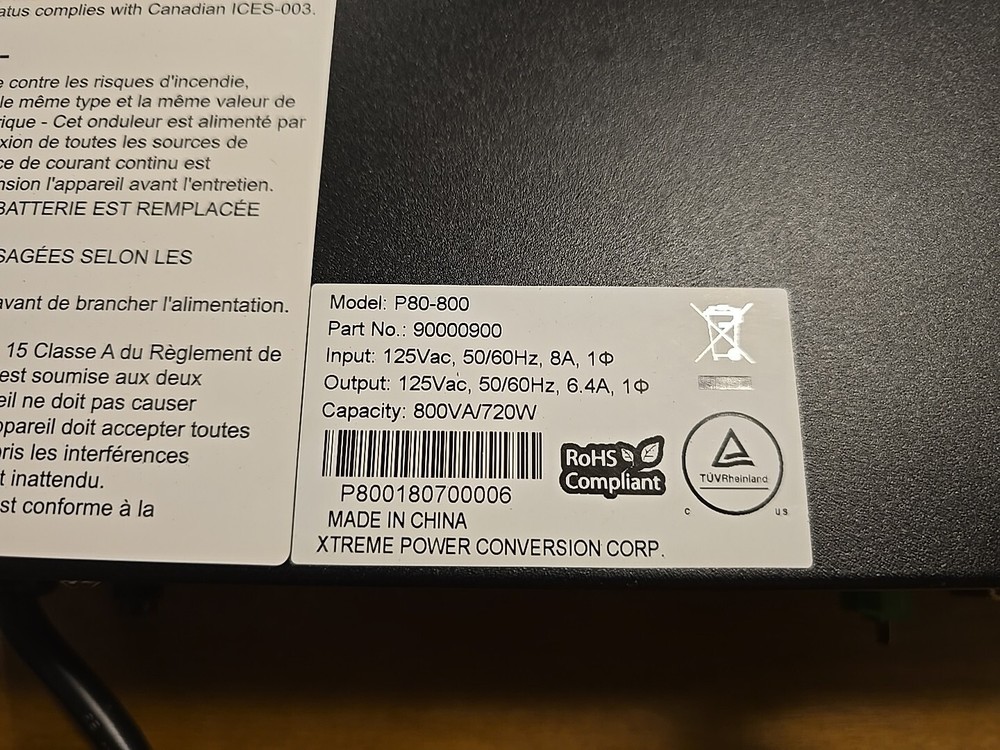 atus complies with Canadian ICES-003.
e contre les risques d'incendie,
le même type et la même valeur de
rique - Cet onduleur est alimenté par
xion de toutes les sources de
ce de courant continu est
nsion l'appareil avant l'entretien.
BATTERIE EST REMPLACÉE
SAGÉES SELON LES
avant de brancher l'alimentation.
15 Classe A du Règlement de
est soumise aux deux
eil ne doit pas causer
ppareil doit accepter toutes
oris les interférences
t inattendu.
st conforme à la
Model: P80-800
Part No.: 90000900
Input: 125Vac, 50/60Hz, 8A, 1Φ
Output: 125Vac, 50/60Hz, 6.4A, 1Φ
Capacity: 800VA/720W
P800180700006
MADE IN CHINA
XTREME POWER CONVERSION CORP.
RoHS
Compliant
TÜVRheinland
C US